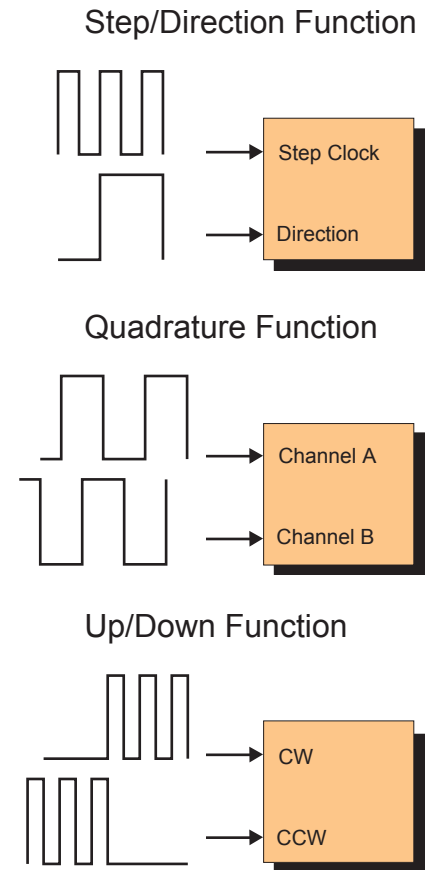 Step/Direction Function
Step Clock
Direction
Quadrature Function
Channel A
Channel B
Up/Down Function
CW
CCW